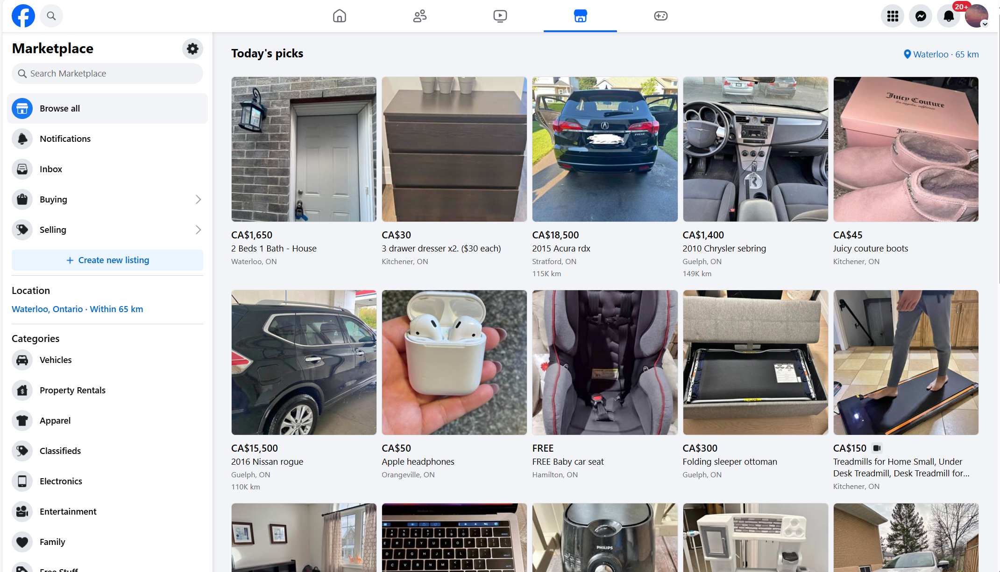 20+
Marketplace
Search Marketplace
Browse all
Notifications
Inbox
Buying
Selling
+ Create new listing
Location
Waterloo, Ontario · Within 65 km
Categories
Vehicles
Property Rentals
Apparel
Classifieds
Electronics
Entertainment
Family
Free Stuff
Today's picks
Waterloo · 65 km
Juicy Couture
los angeles, california
RDX
CA$1,650
2 Beds 1 Bath - House
Waterloo, ON
CA$30
3 drawer dresser x2. ($30 each)
Kitchener, ON
CA$18,500
2015 Acura rdx
Stratford, ON
115K km
CA$1,400
2010 Chrysler sebring
Guelph, ON
149K km
CA$45
Juicy couture boots
Kitchener, ON
CA$15,500
2016 Nissan rogue
Guelph, ON
110K km
CA$50
Apple headphones
Orangeville, ON
FREE
FREE Baby car seat
Hamilton, ON
CA$300
Folding sleeper ottoman
Guelph, ON
CA$150
Treadmills for Home Small, Under
Desk Treadmill, Desk Treadmill for...
Kitchener, ON
PHILIPS